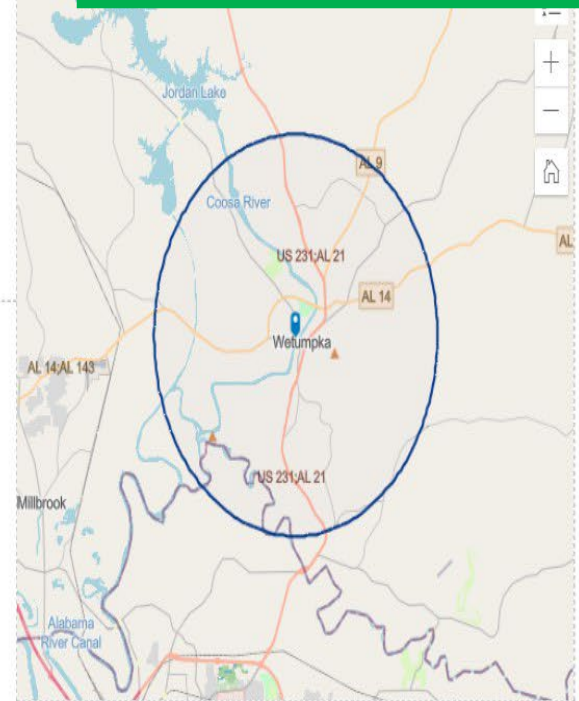 Jordan Lake
AL 9
Coosa River
US 231;AL 21
AL
AL 14
Wetumpka
AL 14;AL 143
US 231;AL 21
Millbrook
Alabama
River Canal